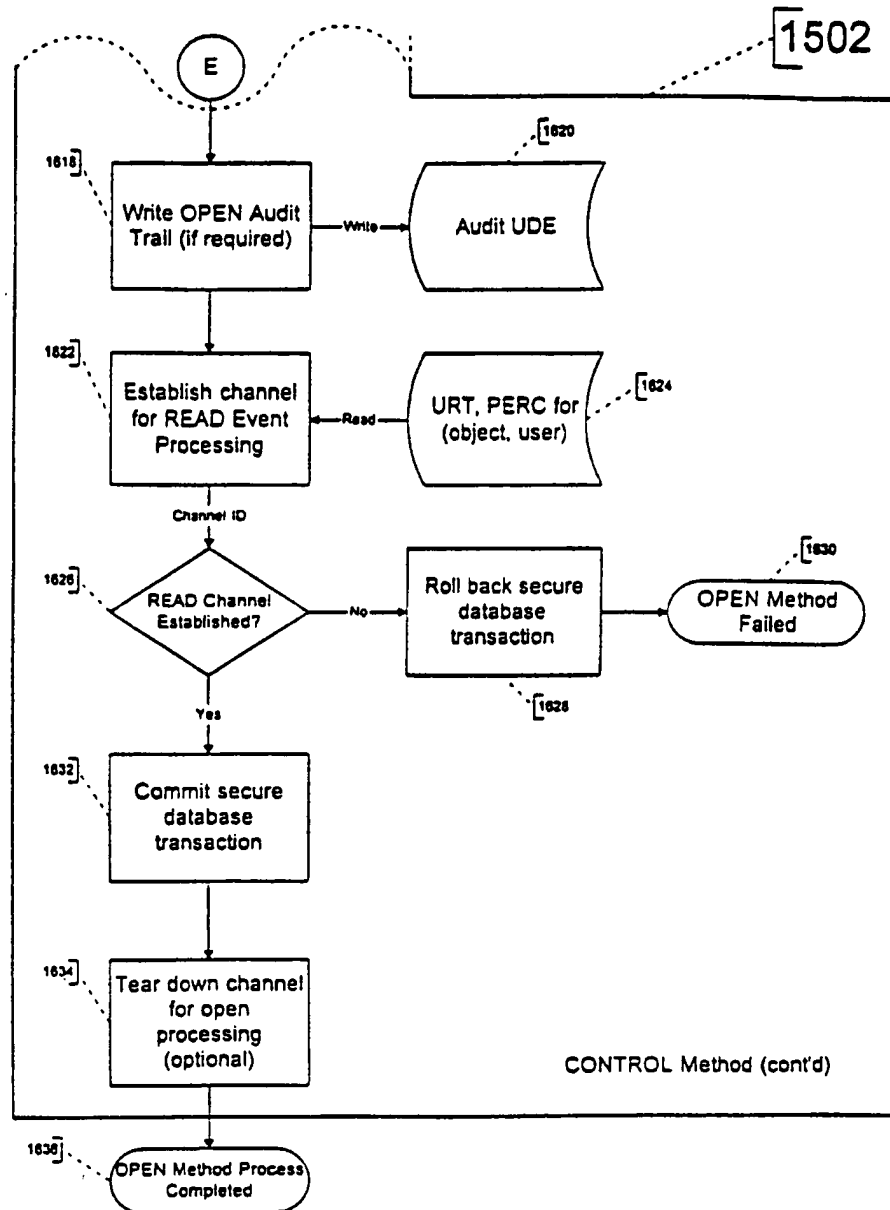 1502
E
1620
1618
Write OPEN Audit
Trail (if required)
Write
Audit UDE
1622
1624
Establish channel
for READ Event
Processing
Read
URT, PERC for
(object, user)
Channel ID
1630
1626
READ Channel
Established?
No
Roll back secure
database
transaction
OPEN Method
Failed
1628
Yes
1632
Commit secure
database
transaction
1634
Tear down channel
for open
processing
(optional)
CONTROL Method (cont'd)
1636
OPEN Method Process
Completed